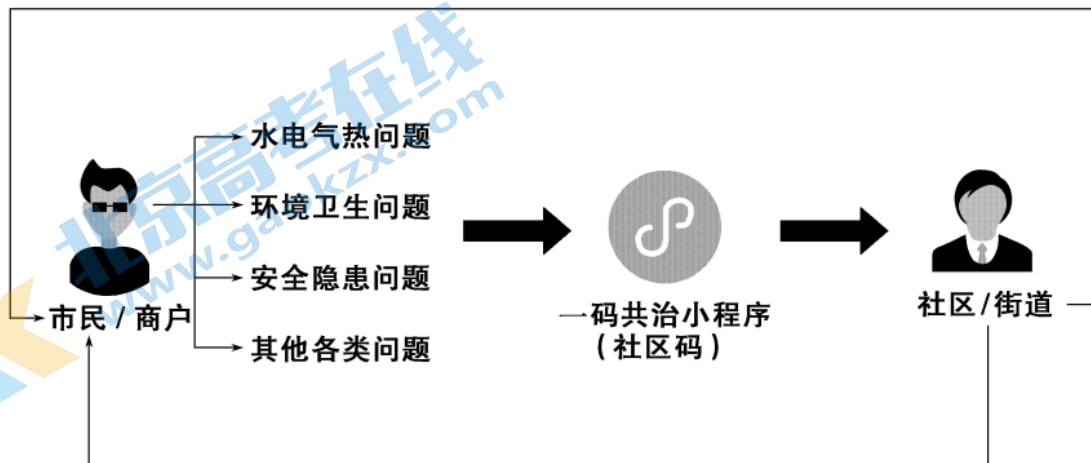 北京高考在线
www.gaokzx.com
水电气热问题
环境卫生问题
安全隐患问题
其他各类问题
市民/商户
一码共治小程序
(社区码)
社区/街道